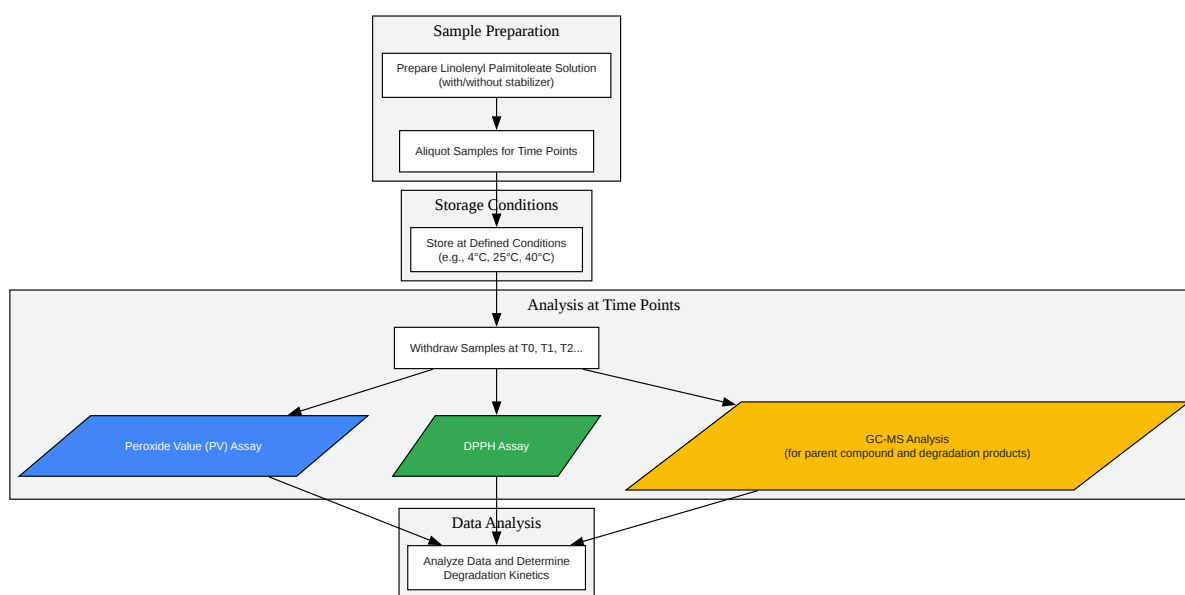 Sample Preparation
Prepare Linolenyl Palmitoleate Solution
(with/without stabilizer)
Aliquot Samples for Time Points
Storage Conditions
Store at Defined Conditions
(e.g., 4°C, 25°C, 40°C)
Analysis at Time Points
Withdraw Samples at T0, T1, T2...
Peroxide Value (PV) Assay
DPPH Assay
GC-MS Analysis
(for parent compound and degradation products)
Data Analysis
Analyze Data and Determine
Degradation Kinetics